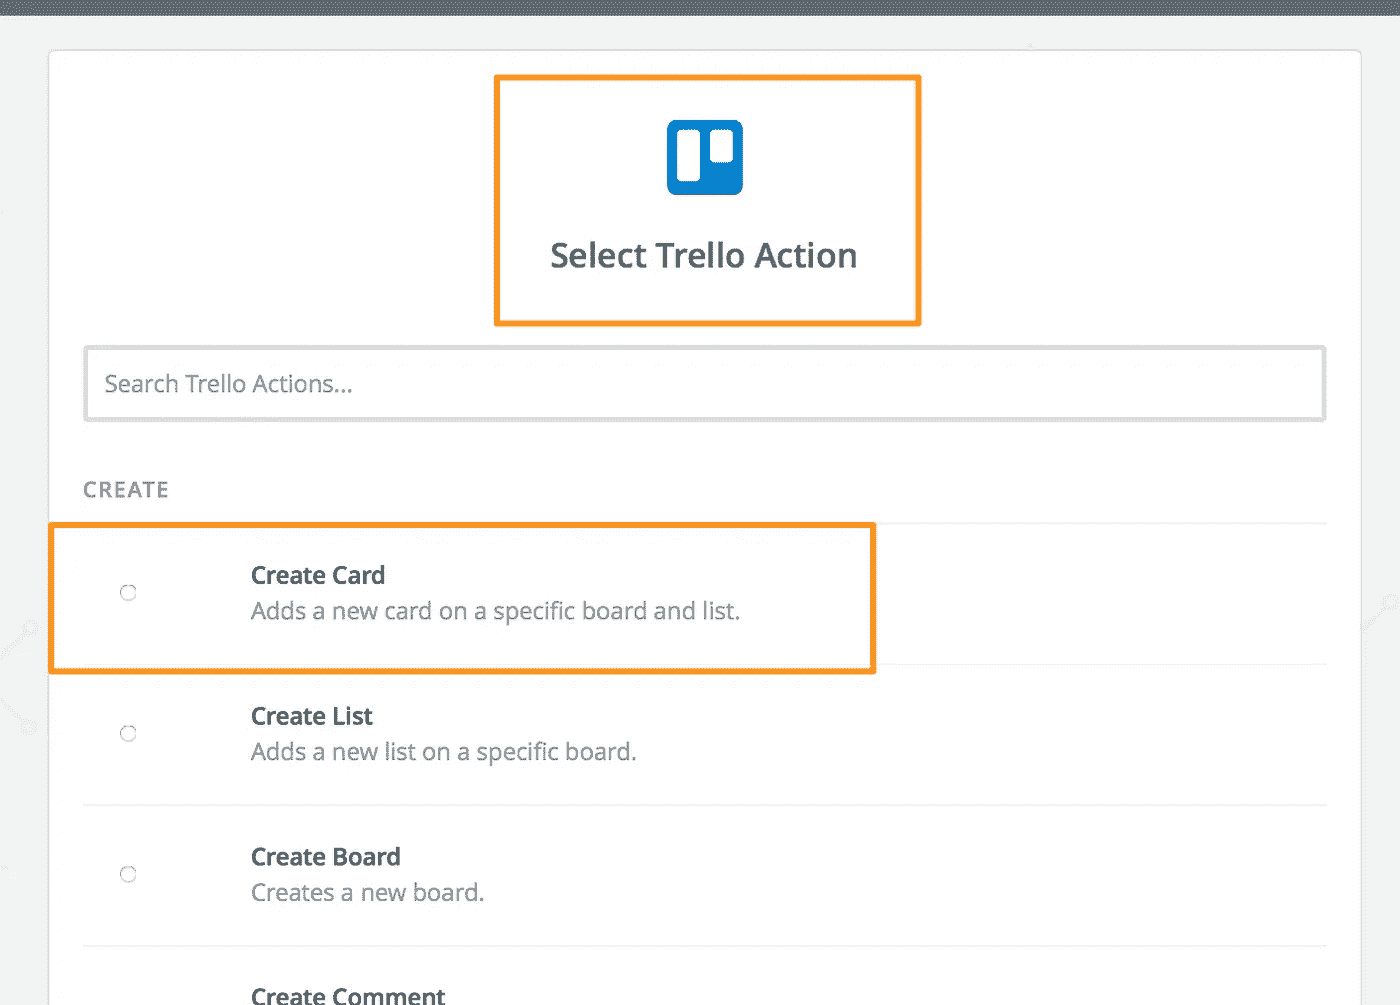 Select Trello Action
Search Trello Actions...
CREATE
Create Card
Adds a new card on a specific board and list.
Create List
Adds a new list on a specific board.
Create Board
Creates a new board.
Create Comment